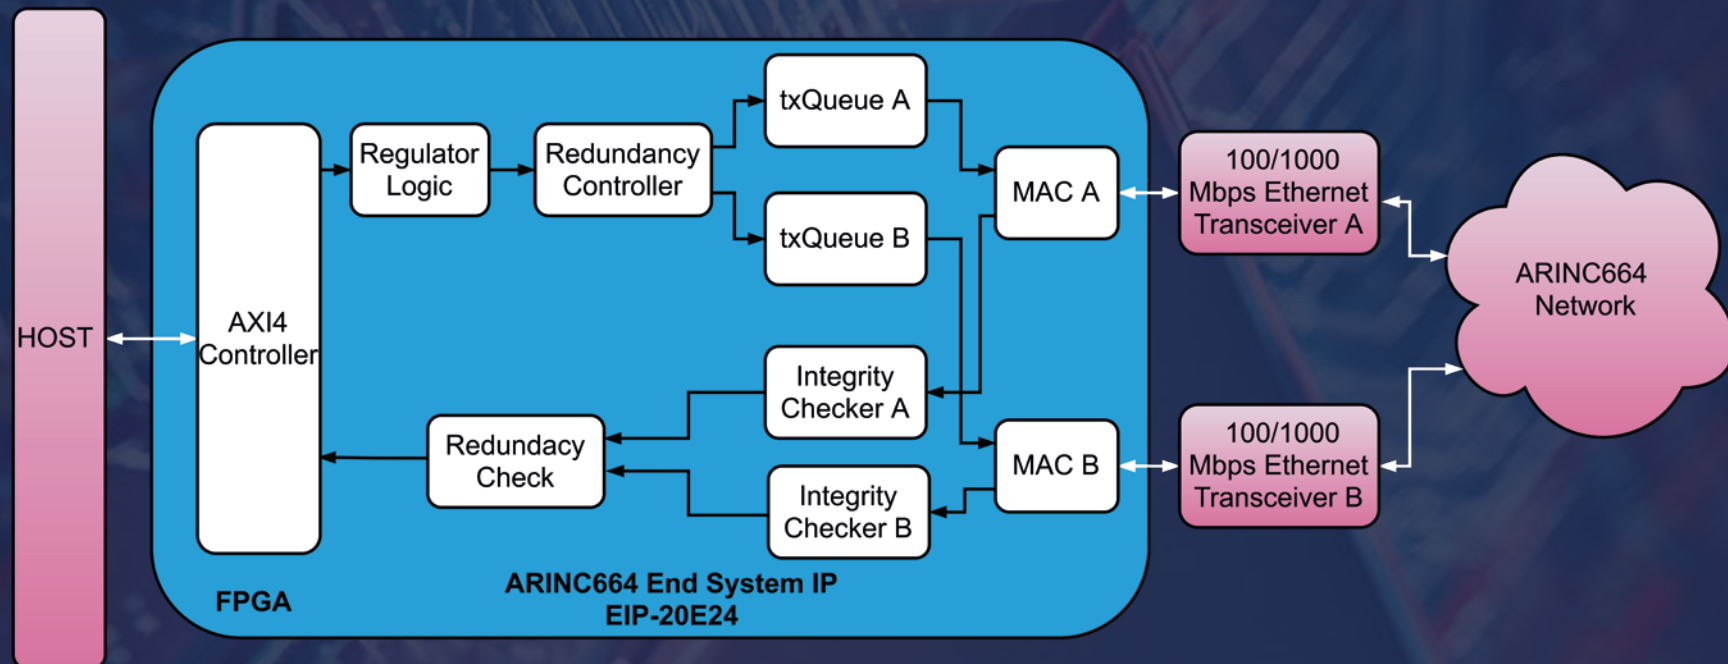 HOST
AXI4
Controller
Regulator
Logic
Redundancy
Controller
txQueue A
txQueue B
MAC A
100/1000
Mbps Ethernet
Transceiver A
ARINC664
Network
Integrity
Checker A
Redundacy
Check
Integrity
Checker B
MAC B
100/1000
Mbps Ethernet
Transceiver B
FPGA
ARINC664 End System IP
EIP-20E24